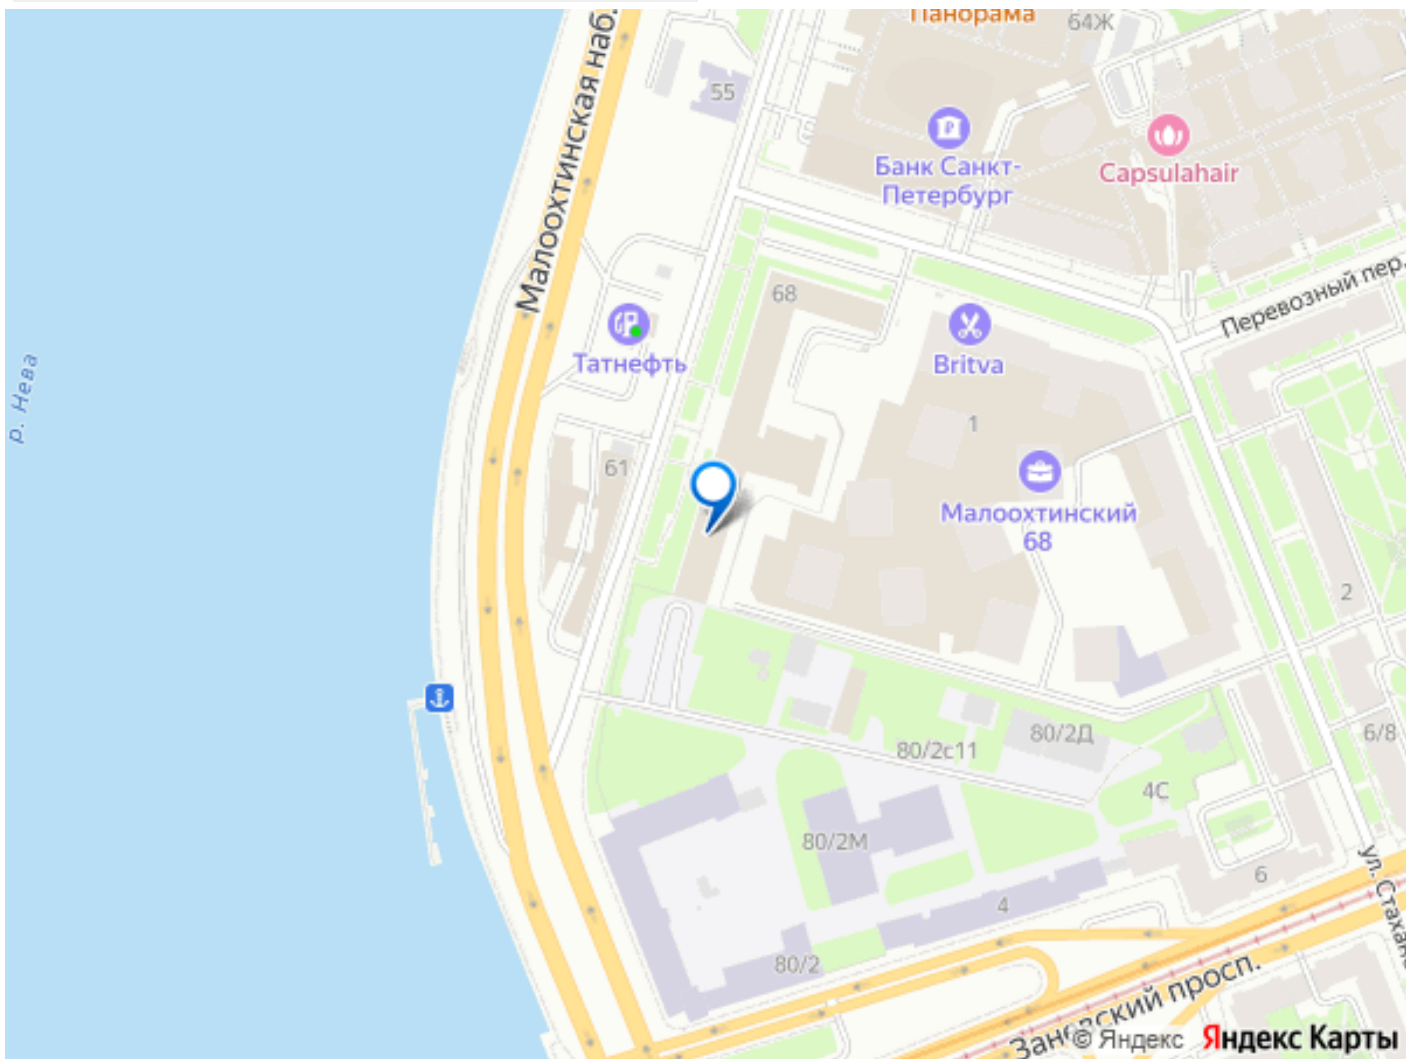 Панорама
64Ж
Малоохтинская наб.
55
Банк Санкт-
Петербург
Capsulahair
Перевозный пер.
68
Татнефть
Britva
р. Нева
1
61
Малоохтинский
68
2
80/2с11
80/2Д
6/8
4С
80/2М
6
4
ул. Стахано
80/2
Заневский просп.
© Яндекс
Яндекс Карты